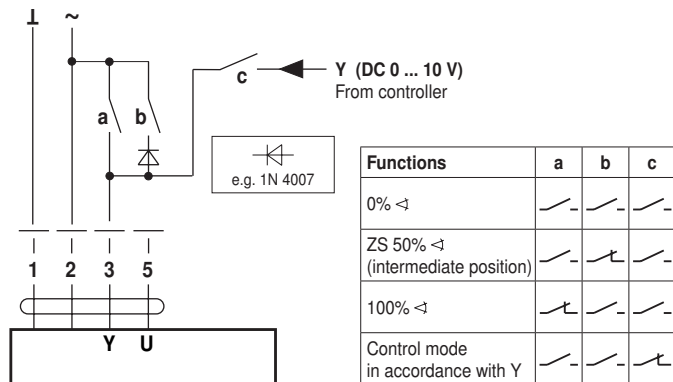 ⊥ ~
Y (DC 0 ... 10 V)
From controller
c
a b
e.g. 1N 4007
1 2 3 5
Y U
Functions a b c
0% ∢
ZS 50% ∢
(intermediate position)
100% ∢
Control mode
in accordance with Y